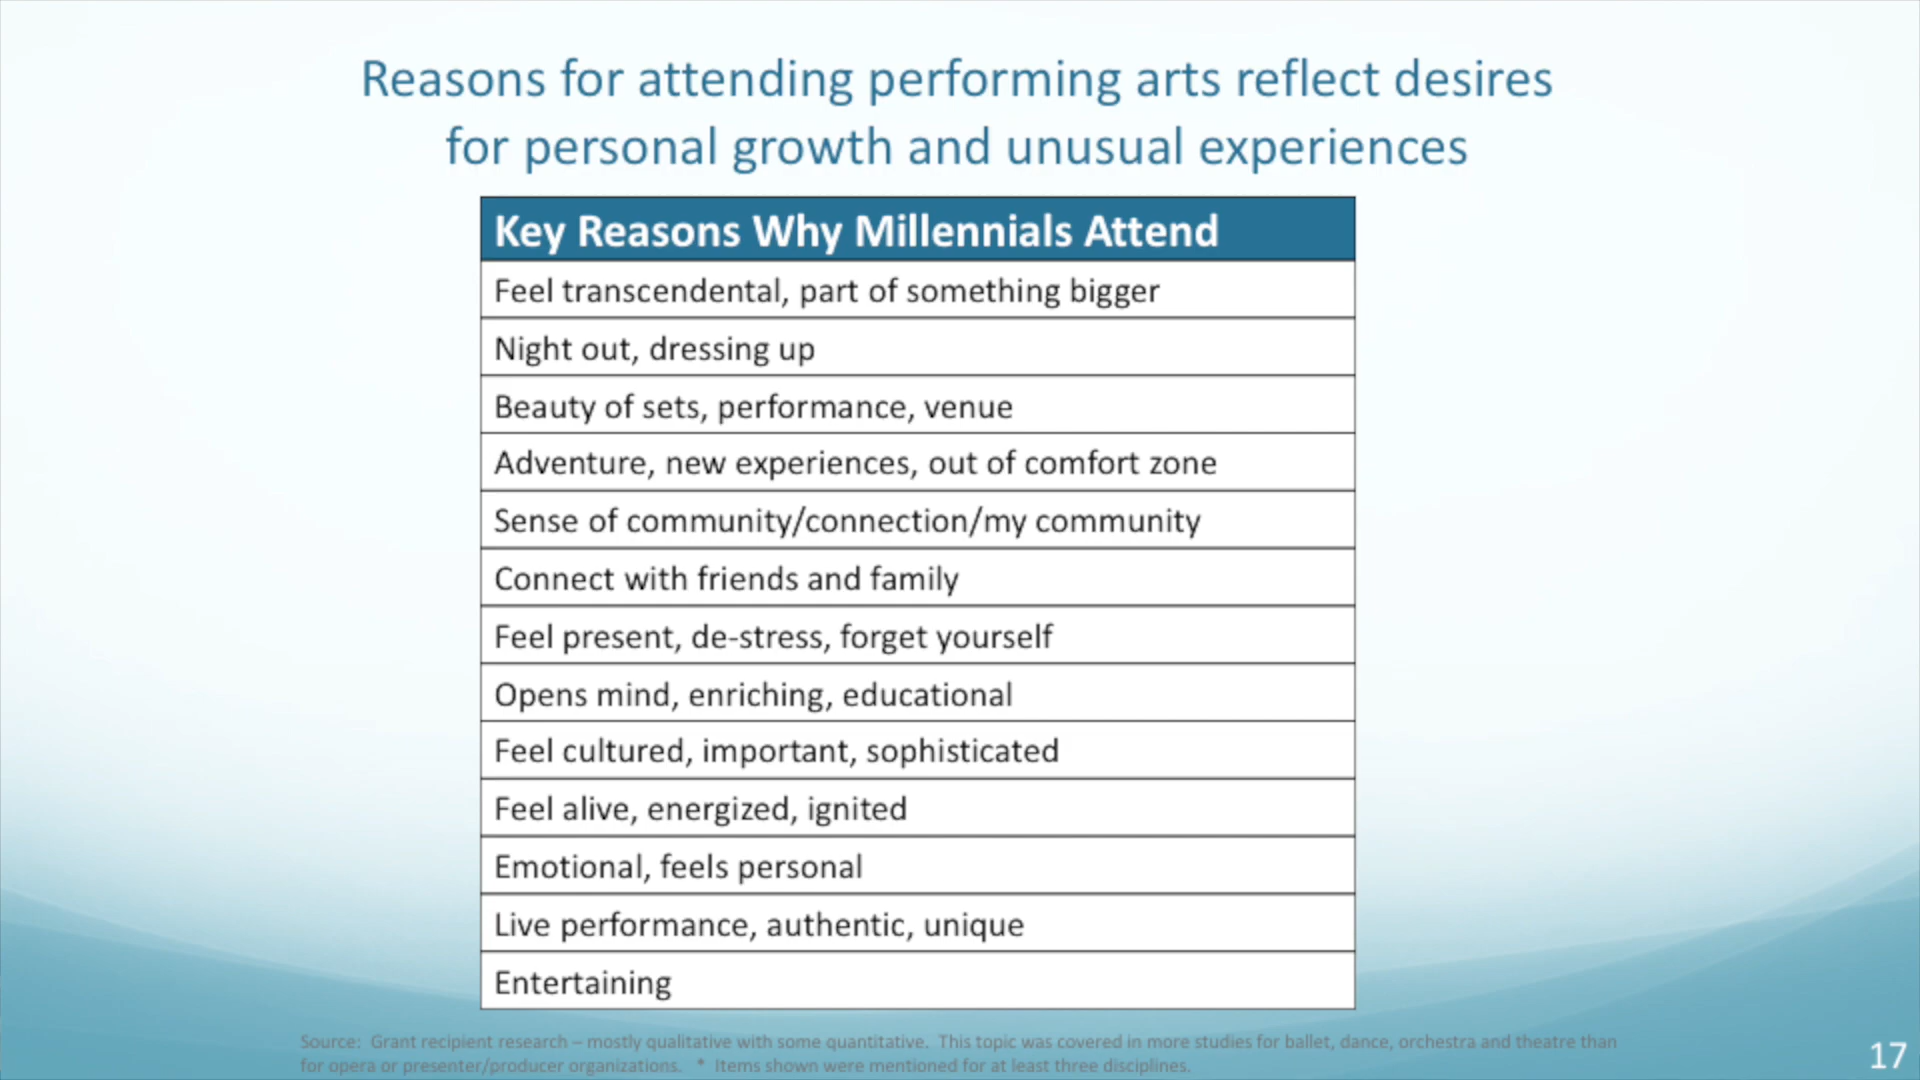 Reasons for attending performing arts reflect desires
for personal growth and unusual experiences
Key Reasons Why Millennials Attend
Feel transcendental, part of something bigger
Night out, dressing up
Beauty of sets, performance, venue
Adventure, new experiences, out of comfort zone
Sense of community/connection/my community
Connect with friends and family
Feel present, de-stress, forget yourself
Opens mind, enriching, educational
Feel cultured, important, sophisticated
Feel alive, energized, ignited
Emotional, feels personal
Live performance, authentic, unique
Entertaining
Source: Grant recipient research – mostly qualitative with some quantitative. This topic was covered in more studies for ballet, dance, orchestra and theatre than
for opera or presenter/producer organizations. * Items shown were mentioned for at least three disciplines.
17